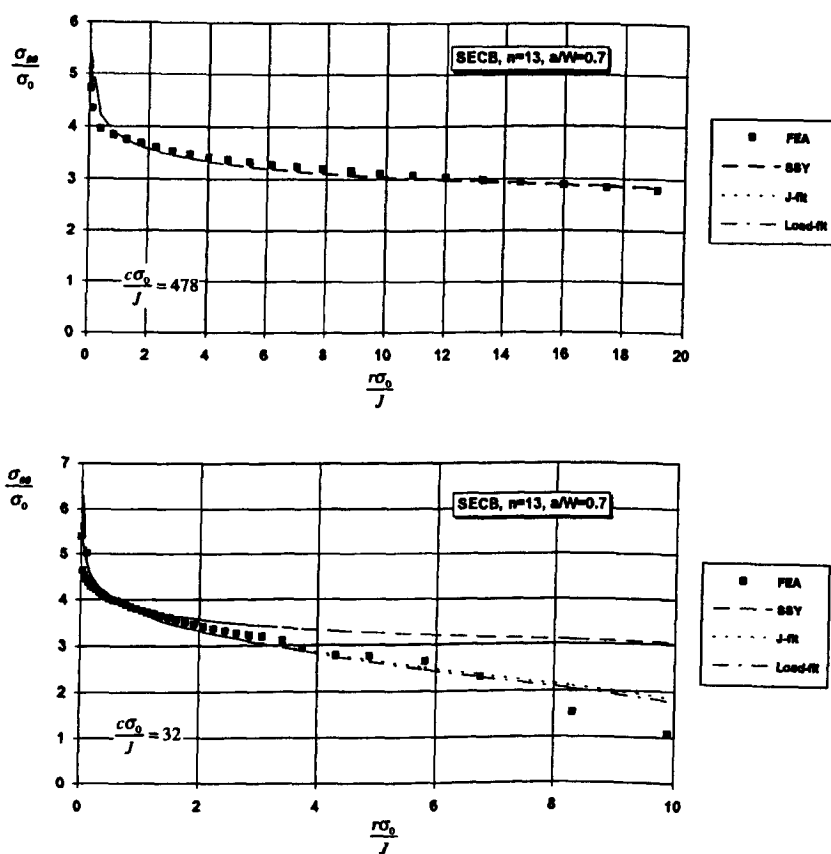 σθθ
σ0
6
5
4
3
2
1
0
SECB, n=13, a/W=0.7
cσ0
J = 478
0 2 4 6 8 10 12 14 16 18 20
rσ0
J
FEA
SSY
J-fit
Load-fit
σθθ
σ0
7
6
5
4
3
2
1
0
SECB, n=13, a/W=0.7
cσ0
J = 32
0 2 4 6 8 10
rσ0
J
FEA
SSY
J-fit
Load-fit